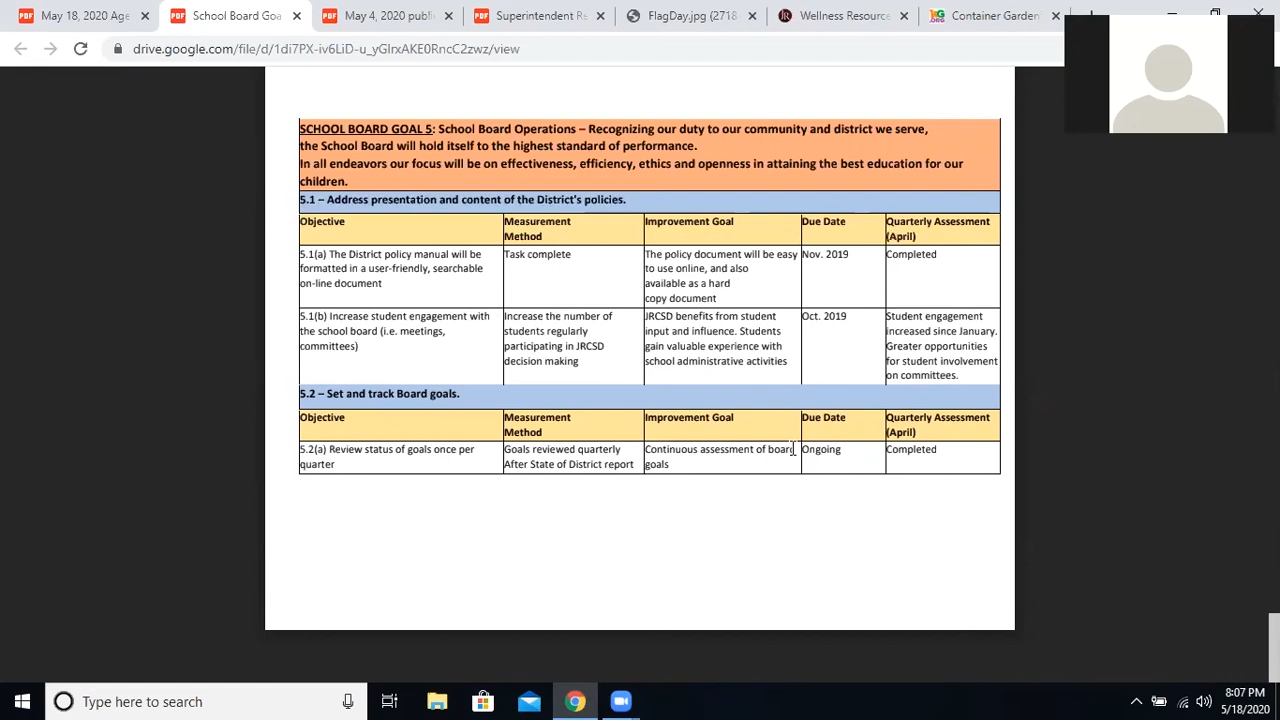 May 18, 2020 Age
School Board Goa
May 4, 2020 publi
Superintendent R
FlagDay.jpg (271
Wellness Resourc
Container Garden
drive.google.com/file/d/1di7PX-iv6LiD-u_yGlrxAKE0RncC2zwz/view
SCHOOL BOARD GOAL 5: School Board Operations – Recognizing our duty to our community and district we serve,
the School Board will hold itself to the highest standard of performance.
In all endeavors our focus will be on effectiveness, efficiency, ethics and openness in attaining the best education for our
children.
5.1 – Address presentation and content of the District's policies.
Objective
Measurement
Method
Improvement Goal
Due Date
Quarterly Assessment
(April)
5.1(a) The District policy manual will be
formatted in a user-friendly, searchable
on-line document
Task complete
The policy document will be easy
to use online, and also
available as a hard
copy document
Nov. 2019
Completed
5.1(b) Increase student engagement with
the school board (i.e. meetings,
committees)
Increase the number of
students regularly
participating in JRCSD
decision making
JRCSD benefits from student
input and influence. Students
gain valuable experience with
school administrative activities
Oct. 2019
Student engagement
increased since January.
Greater opportunities
for student involvement
on committees.
5.2 – Set and track Board goals.
Objective
Measurement
Method
Improvement Goal
Due Date
Quarterly Assessment
(April)
5.2(a) Review status of goals once per
quarter
Goals reviewed quarterly
After State of District report
Continuous assessment of board
goals
Ongoing
Completed
Type here to search
8:07 PM
5/18/2020